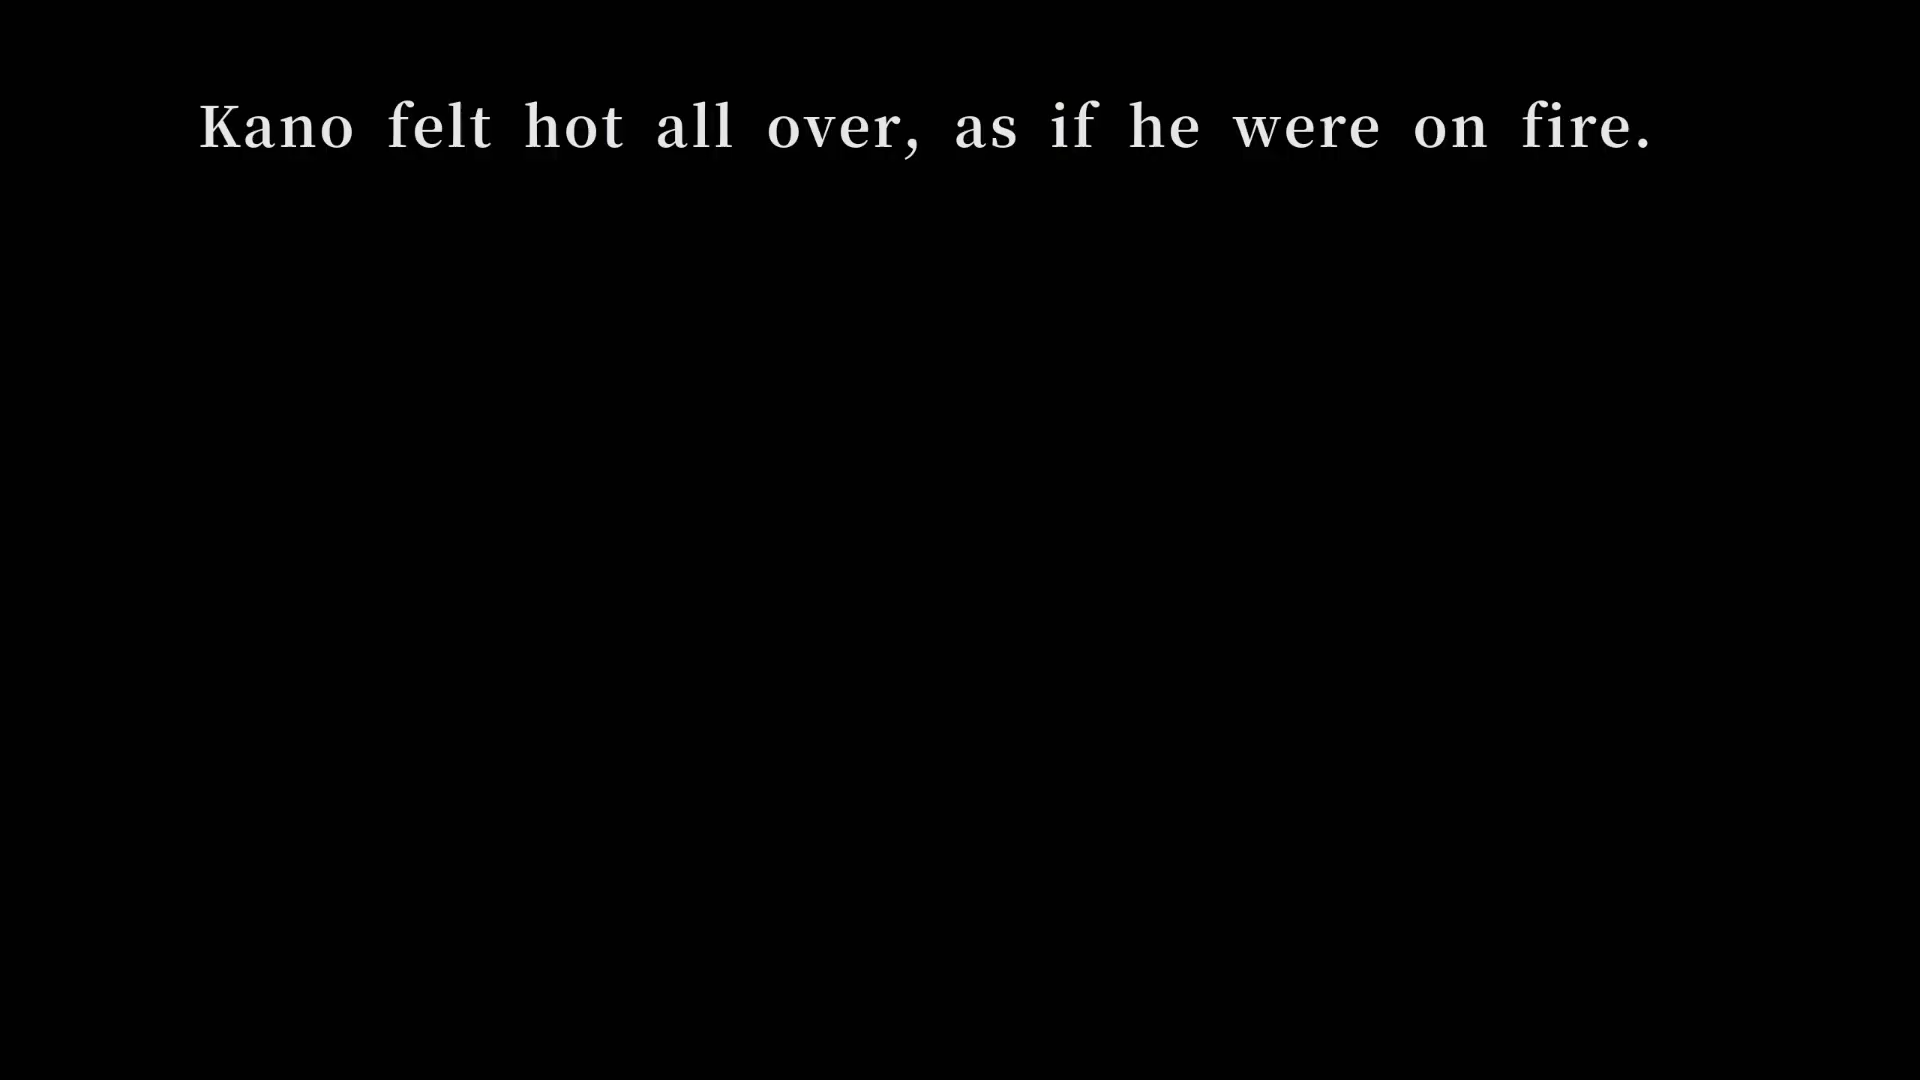 Kano felt hot all over, as if he were on fire.